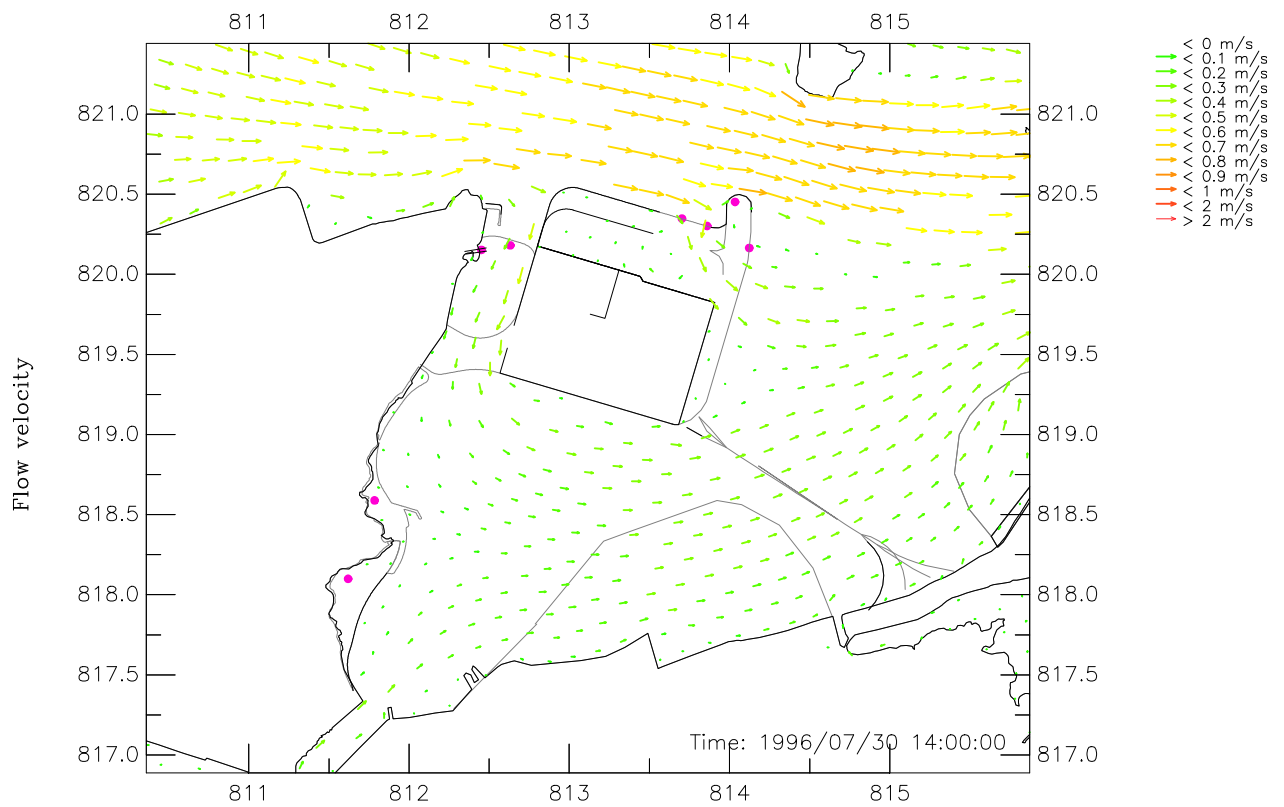 811 812 813 814 815
< 0 m/s
< 0.1 m/s
< 0.2 m/s
< 0.3 m/s
< 0.4 m/s
< 0.5 m/s
< 0.6 m/s
< 0.7 m/s
< 0.8 m/s
< 0.9 m/s
< 1 m/s
< 2 m/s
> 2 m/s
821.0 821.0
820.5 820.5
820.0 820.0
819.5 819.5
819.0 819.0
818.5 818.5
818.0 818.0
817.5 817.5
817.0 817.0
Flow velocity
Time: 1996/07/30 14:00:00
811 812 813 814 815